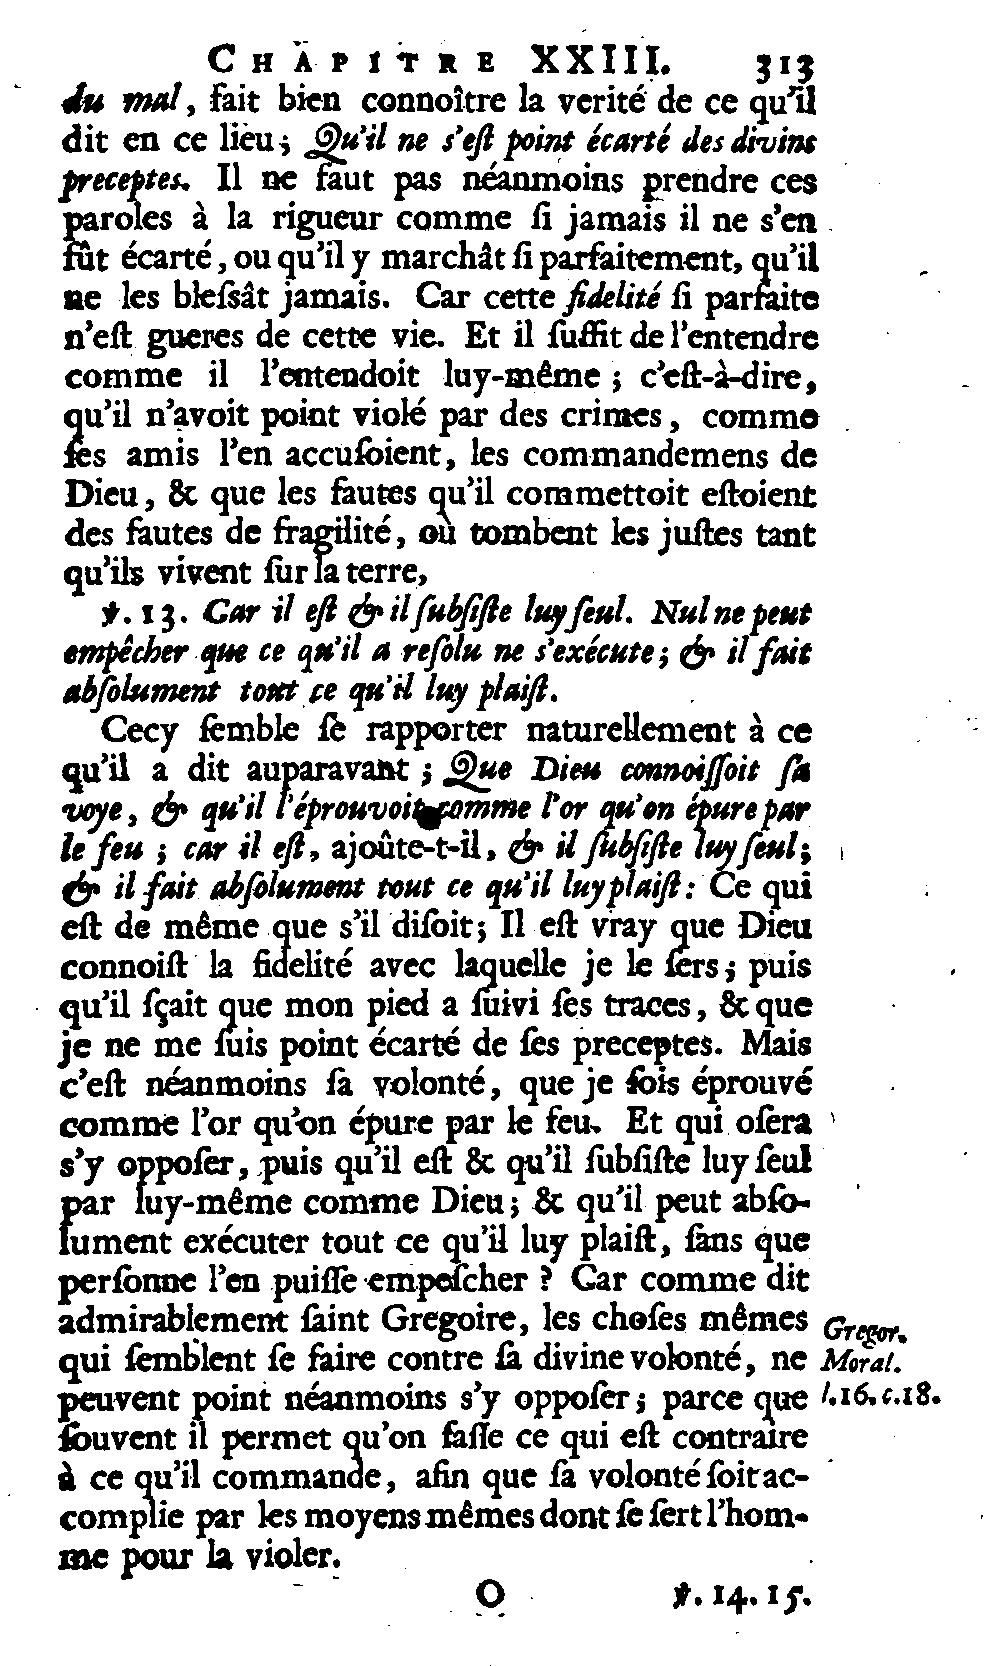 CHAPITRE XXIII. 313
du mal, fait bien connoître la verité de ce qu'il
dit en ce lieu; Qu'il ne s'eſt point écarté des divins
preceptes. Il ne faut pas néanmoins prendre ces
paroles à la rigueur comme ſi jamais il ne s'en
fût écarté, ou qu'il y marchât ſi parfaitement, qu'il
ne les bleſsât jamais. Car cette fidelité ſi parfaite
n'eſt gueres de cette vie. Et il ſuffit de l'entendre
comme il l'entendoit luy-même; c'eſt-à-dire,
qu'il n'avoit point violé par des crimes, comme
ſes amis l'en accuſoient, les commandemens de
Dieu, & que les fautes qu'il commettoit eſtoient
des fautes de fragilité, où tombent les juſtes tant
qu'ils vivent ſur la terre,
℣. 13. Car il eſt & il ſubſiſte luy ſeul. Nul ne peut
empêcher que ce qu'il a reſolu ne s'exécute; & il fait
abſolument tout ce qu'il luy plaiſt.
Cecy ſemble ſe rapporter naturellement à ce
qu'il a dit auparavant; Que Dieu connoiſſoit ſa
voye, & qu'il l'éprouvoit comme l'or qu'on épure par
le feu; car il eſt, ajoûte-t-il, & il ſubſiſte luy ſeul;
& il fait abſolument tout ce qu'il luy plaiſt: Ce qui
eſt de même que s'il diſoit; Il eſt vray que Dieu
connoiſt la fidelité avec laquelle je le ſers; puis
qu'il ſçait que mon pied a ſuivi ſes traces, & que
je ne me ſuis point écarté de ſes preceptes. Mais
c'eſt néanmoins ſa volonté, que je ſois éprouvé
comme l'or qu'on épure par le feu. Et qui oſera
s'y oppoſer, puis qu'il eſt & qu'il ſubſiſte luy ſeul
par luy-même comme Dieu; & qu'il peut abſo-
lument exécuter tout ce qu'il luy plaiſt, ſans que
perſonne l'en puiſſe empeſcher? Car comme dit
admirablement ſaint Gregoire, les choſes mêmes Gregor.
qui ſemblent ſe faire contre ſa divine volonté, ne Moral.
peuvent point néanmoins s'y oppoſer; parce que l.16.c.18.
ſouvent il permet qu'on faſſe ce qui eſt contraire
à ce qu'il commande, afin que ſa volonté ſoit ac-
complie par les moyens mêmes dont ſe ſert l'hom-
me pour la violer.
O ℣. 14. 15.